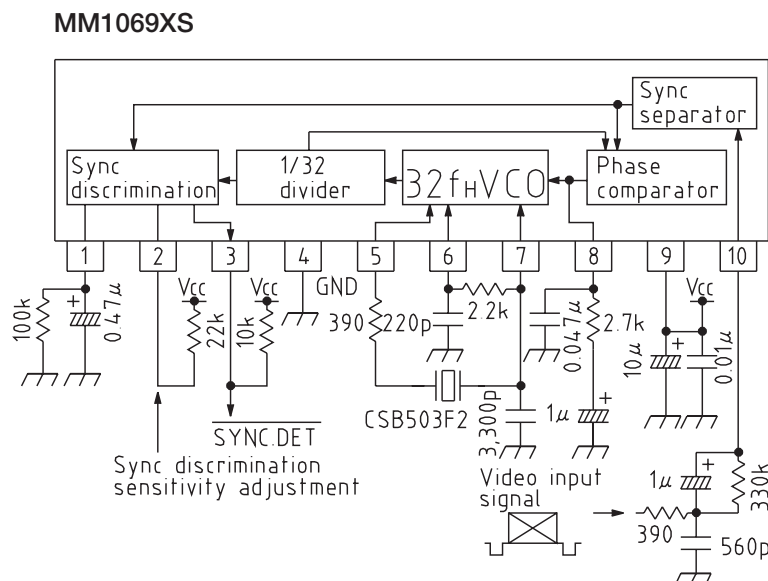 MM1069XS
Sync
separator
Sync
discrimination
1/32
divider
32fHVCO
Phase
comparator
1 2 3 4 5 6 7 8 9 10
GND
Vcc
Vcc
Vcc
100k
+
0.47μ
22k
10k
390
220p
2.2k
0.047μ
2.7k
10μ
+
0.01μ
CSB503F2
3,300p
1μ
+
SYNC.DET
Sync discrimination
sensitivity adjustment
Video input
signal
1μ
+
330k
390
560p